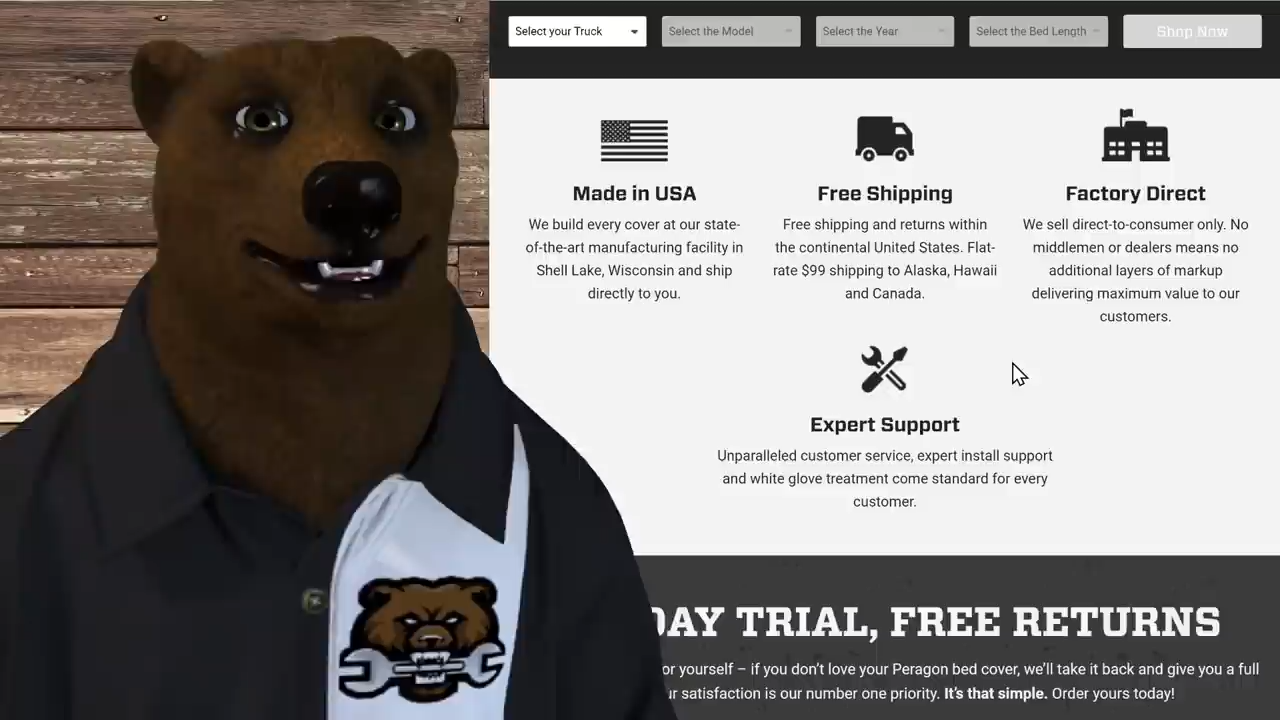 Select your Truck
Select the Model
Select the Year
Select the Bed Length
Shop Now
Made in USA
We build every cover at our state-
of-the-art manufacturing facility in
Shell Lake, Wisconsin and ship
directly to you.
Free Shipping
Free shipping and returns within
the continental United States. Flat-
rate $99 shipping to Alaska, Hawaii
and Canada.
Factory Direct
We sell direct-to-consumer only. No
middlemen or dealers means no
additional layers of markup
delivering maximum value to our
customers.
Expert Support
Unparalleled customer service, expert install support
and white glove treatment come standard for every
customer.
DAY TRIAL, FREE RETURNS
or yourself – if you don't love your Peragon bed cover, we'll take it back and give you a full
satisfaction is our number one priority. It's that simple. Order yours today!